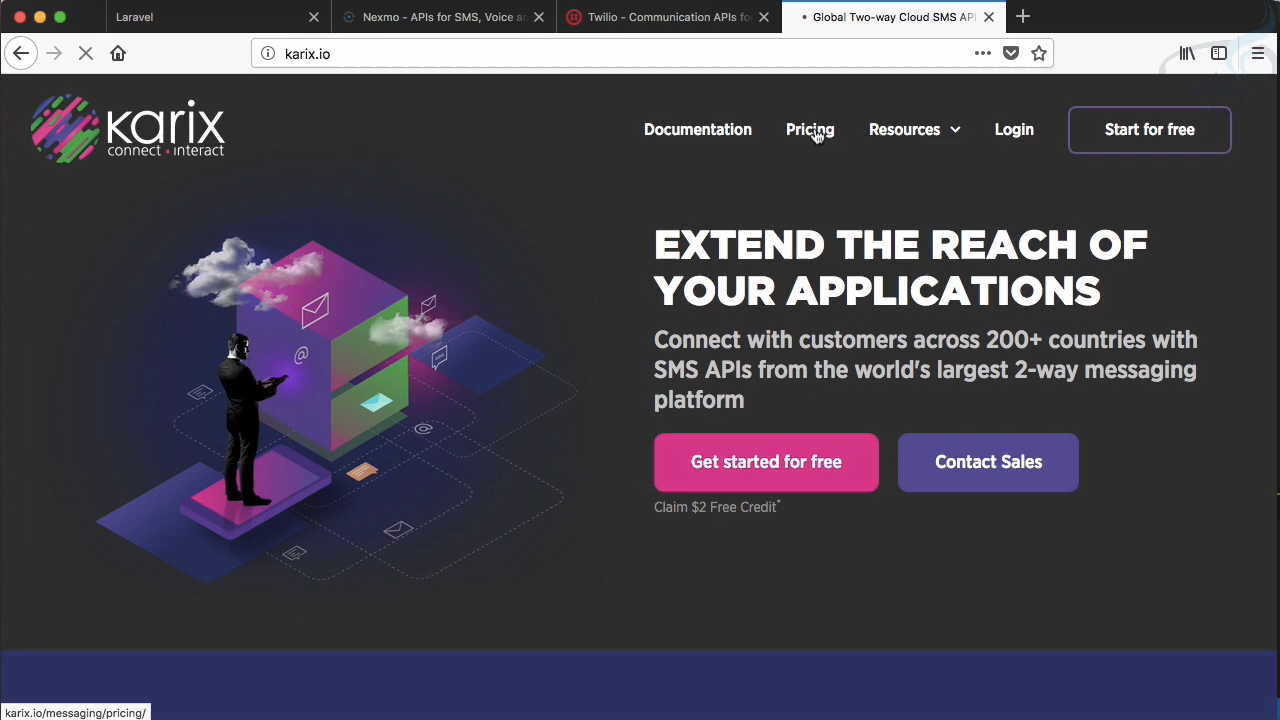 Laravel
Nexmo - APIs for SMS, Voice a
Twilio - Communication APIs fo
Global Two-way Cloud SMS API
karix.io
karix
connect • interact
Documentation
Pricing
Resources
Login
Start for free
EXTEND THE REACH OF
YOUR APPLICATIONS
Connect with customers across 200+ countries with
SMS APIs from the world's largest 2-way messaging
platform
Get started for free
Contact Sales
Claim $2 Free Credit*
karix.io/messaging/pricing/